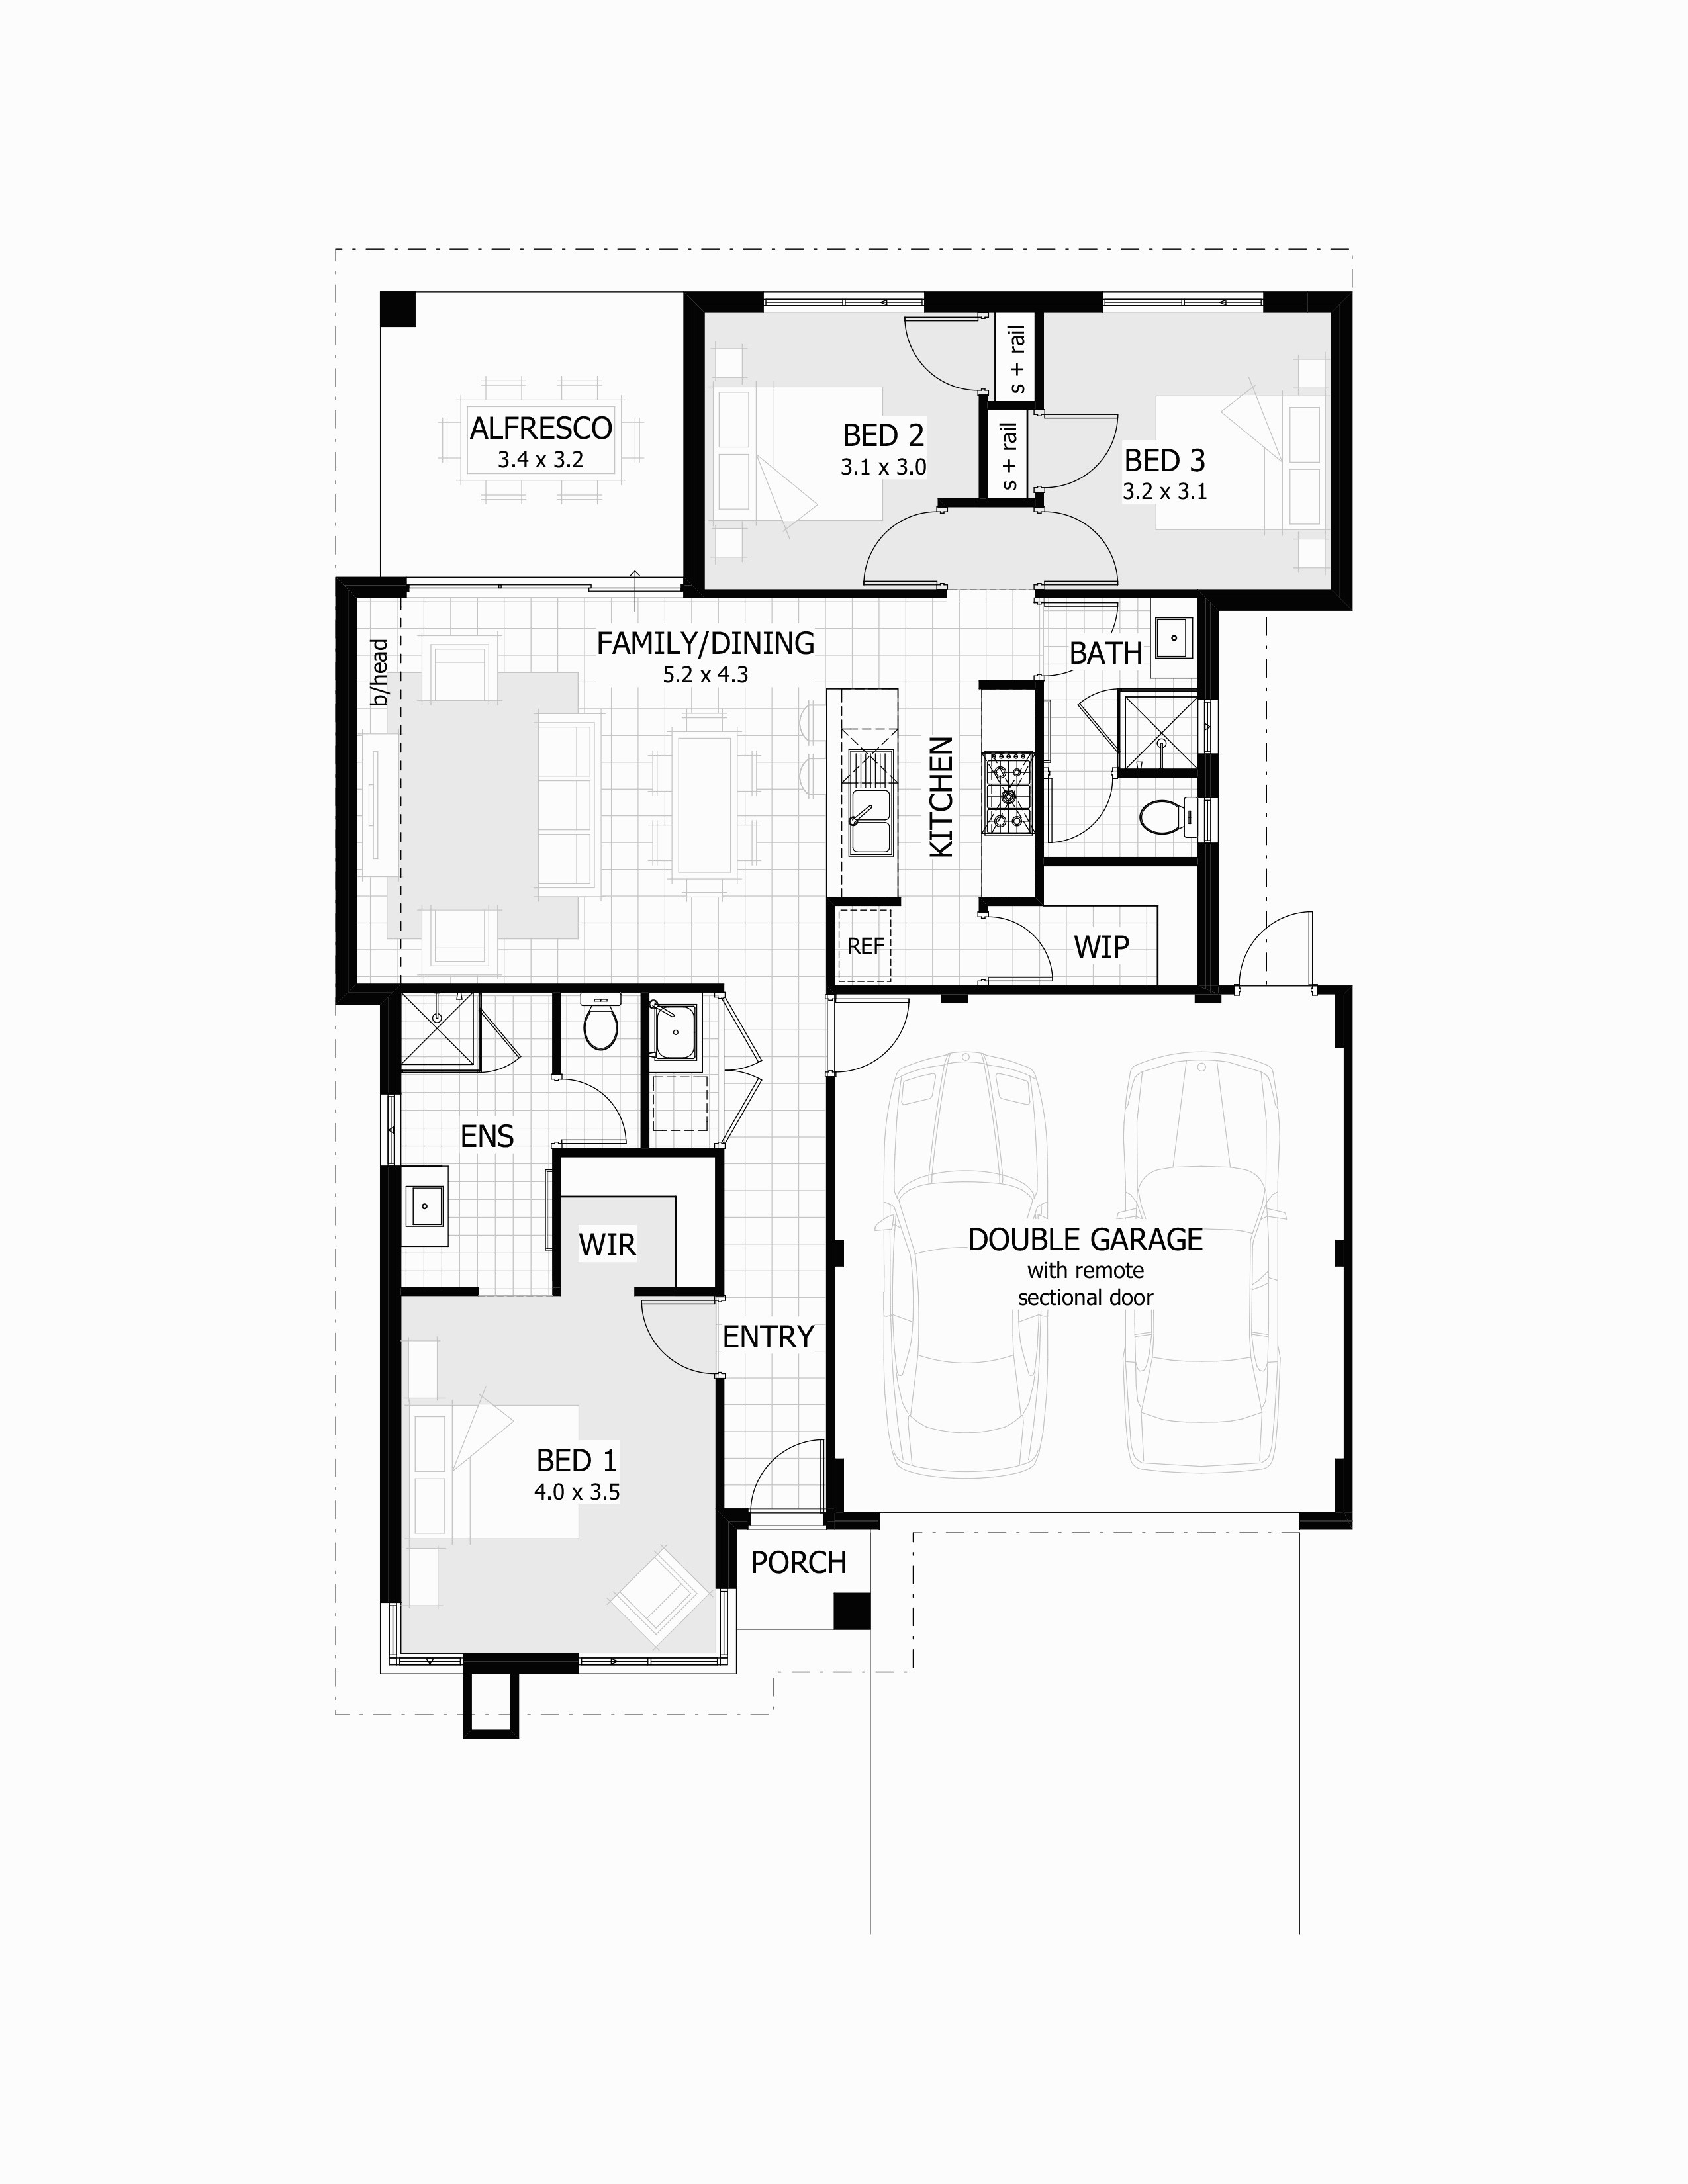 s + rail
ALFRESCO
3.4 x 3.2
BED 2
3.1 x 3.0
s + rail
BED 3
3.2 x 3.1
b/head
FAMILY/DINING
5.2 x 4.3
BATH
KITCHEN
REF
WIP
ENS
WIR
DOUBLE GARAGE
with remote
sectional door
ENTRY
BED 1
4.0 x 3.5
PORCH